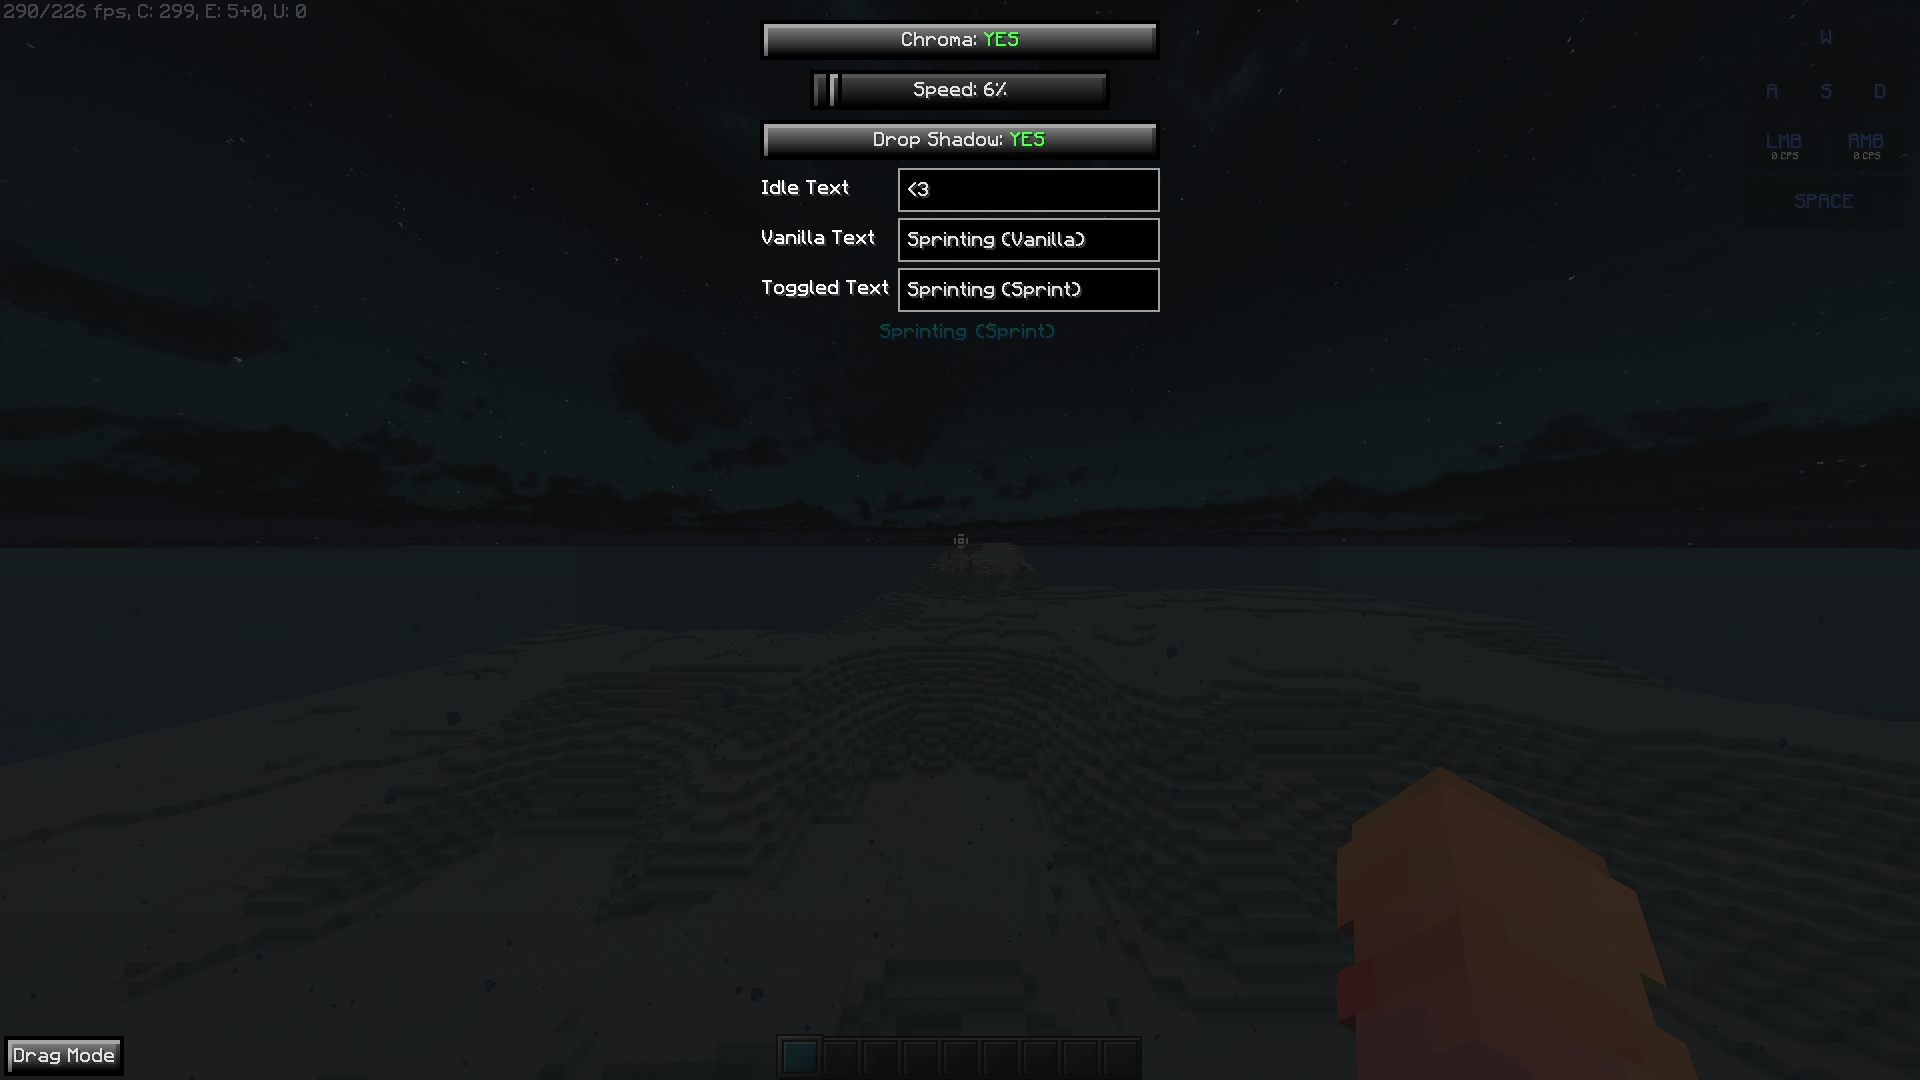 290/226 fps, C: 299, E: 5+0, U: 0
Chroma: YES
Speed: 6%
Drop Shadow: YES
Idle Text
<3
Vanilla Text
Sprinting (Vanilla)
Toggled Text
Sprinting (Sprint)
Sprinting (Sprint)
W
A S D
LMB RMB
0 CPS 0 CPS
SPACE
Drag Mode